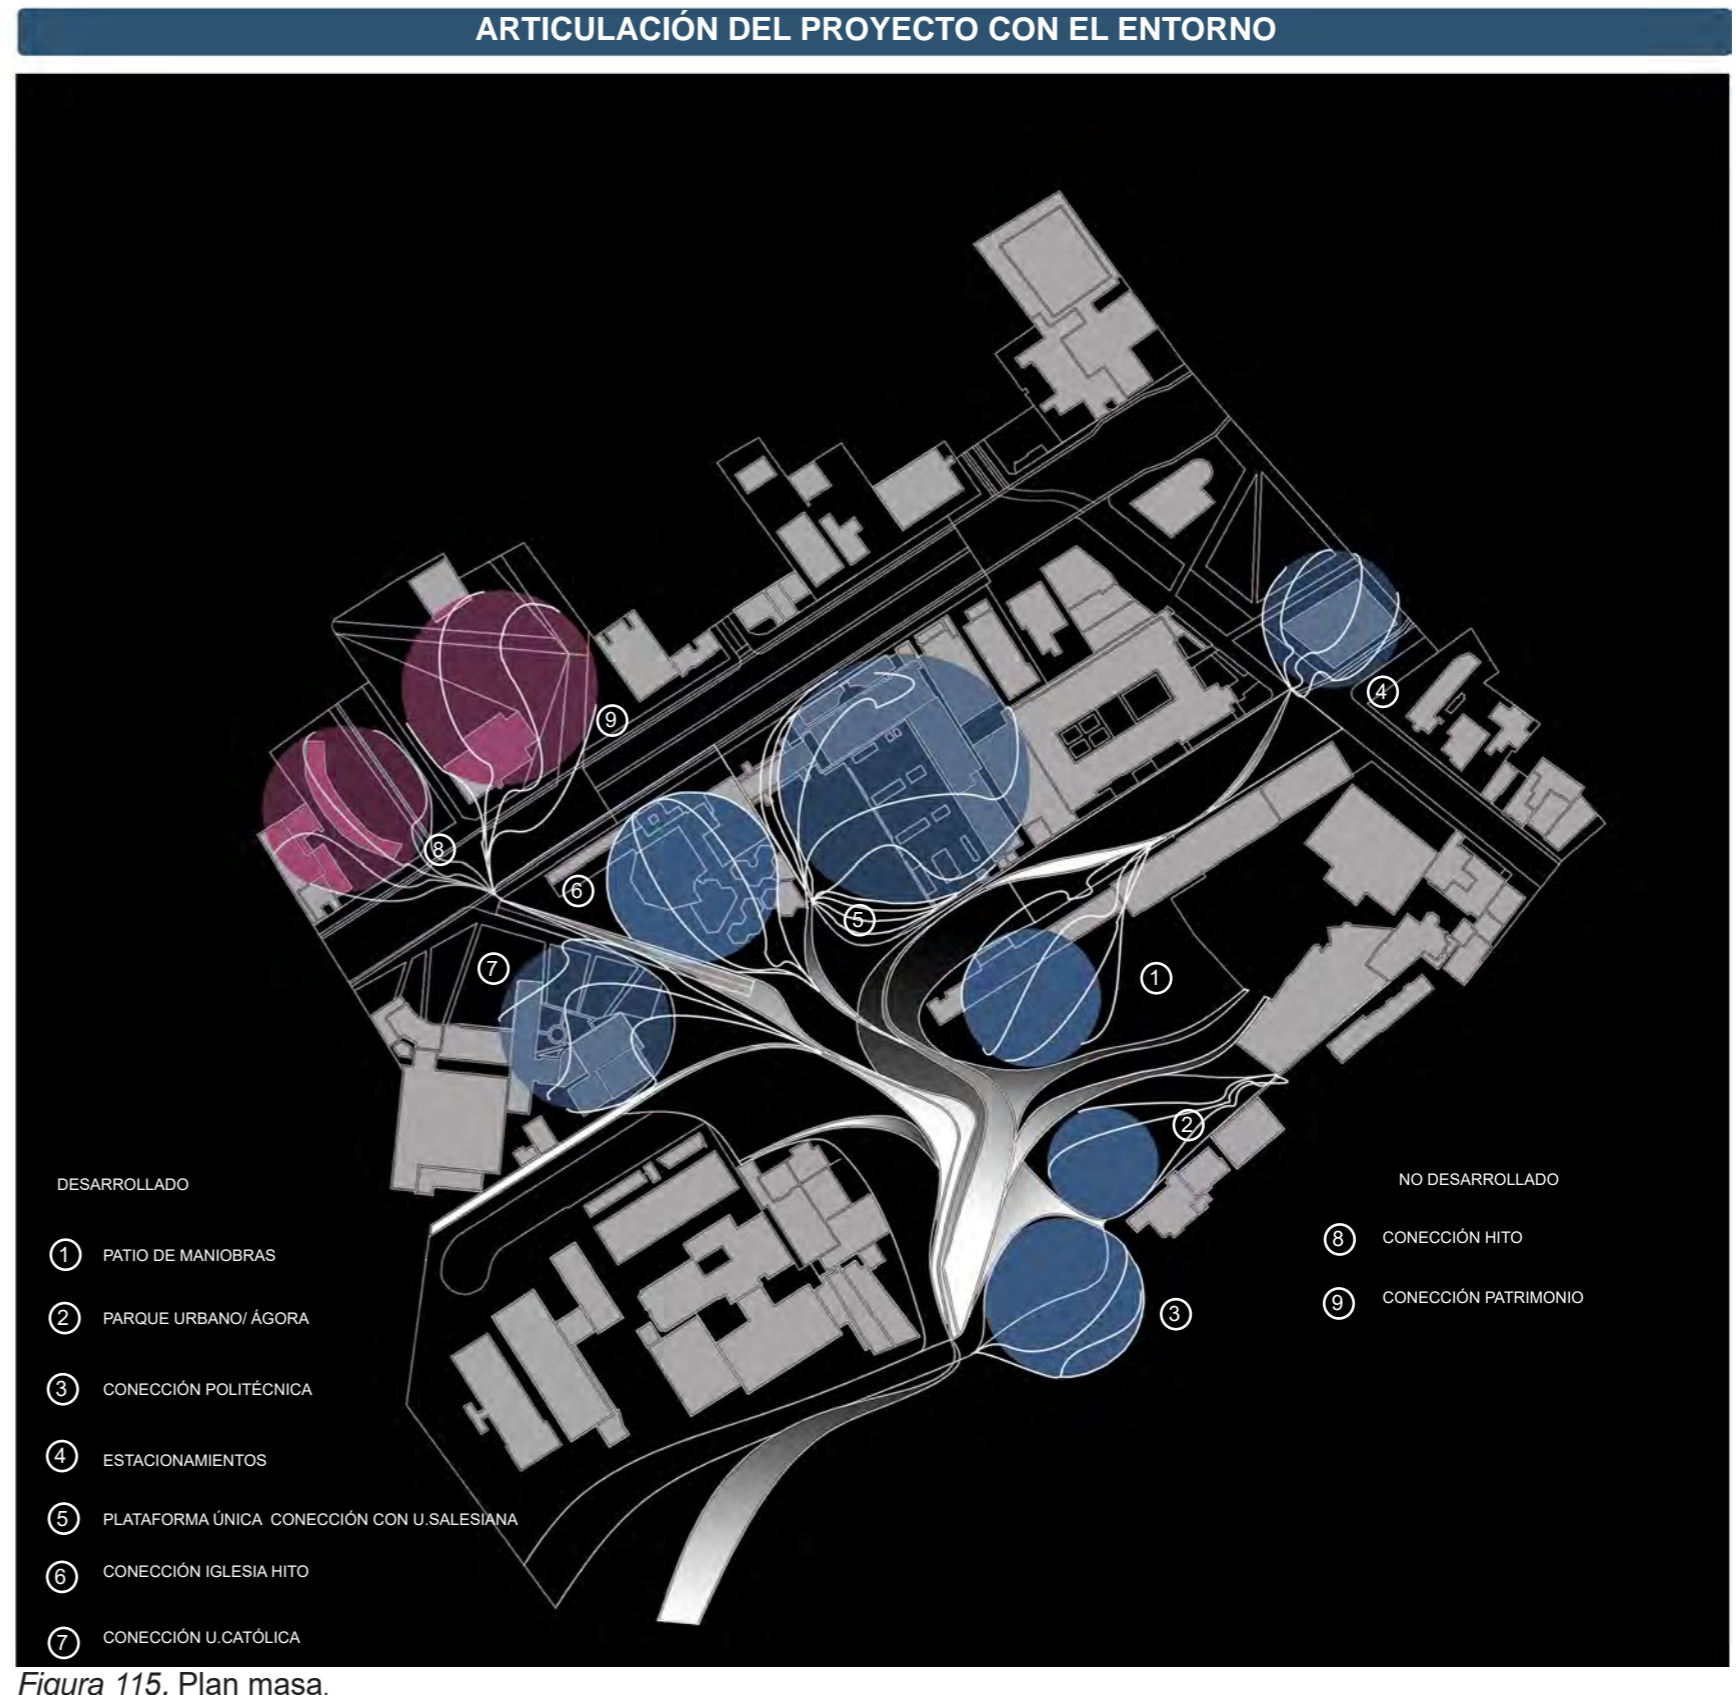 ARTICULACIÓN DEL PROYECTO CON EL ENTORNO
9
4
8
6
5
7
1
2
3
DESARROLLADO
1 PATIO DE MANIOBRAS
2 PARQUE URBANO/ ÁGORA
3 CONECCIÓN POLITÉCNICA
4 ESTACIONAMIENTOS
5 PLATAFORMA ÚNICA CONECCIÓN CON U.SALESIANA
6 CONECCIÓN IGLESIA HITO
7 CONECCIÓN U.CATÓLICA
NO DESARROLLADO
8 CONECCIÓN HITO
9 CONECCIÓN PATRIMONIO
Figura 115. Plan masa.